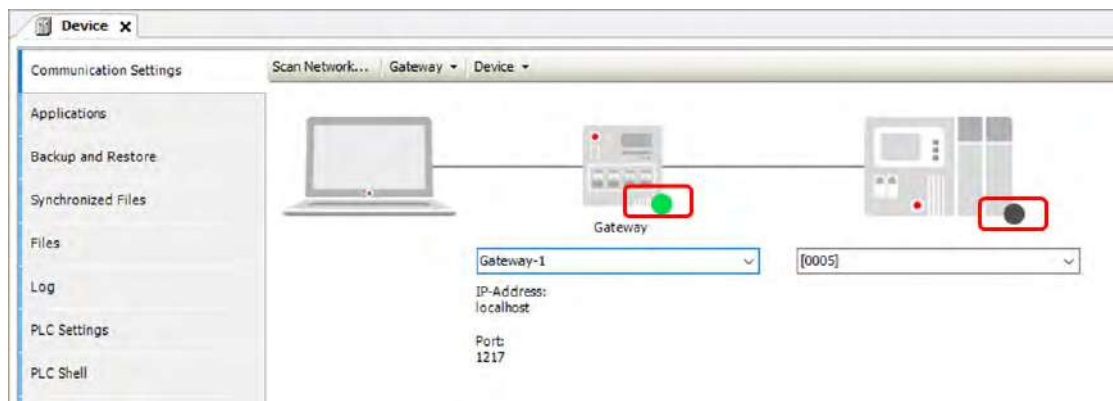 Device X
Scan Network... Gateway Device
Communication Settings
Applications
Backup and Restore
Synchronized Files
Files
Log
PLC Settings
PLC Shell
Gateway
Gateway-1
[0005]
IP-Address:
localhost
Port:
1217